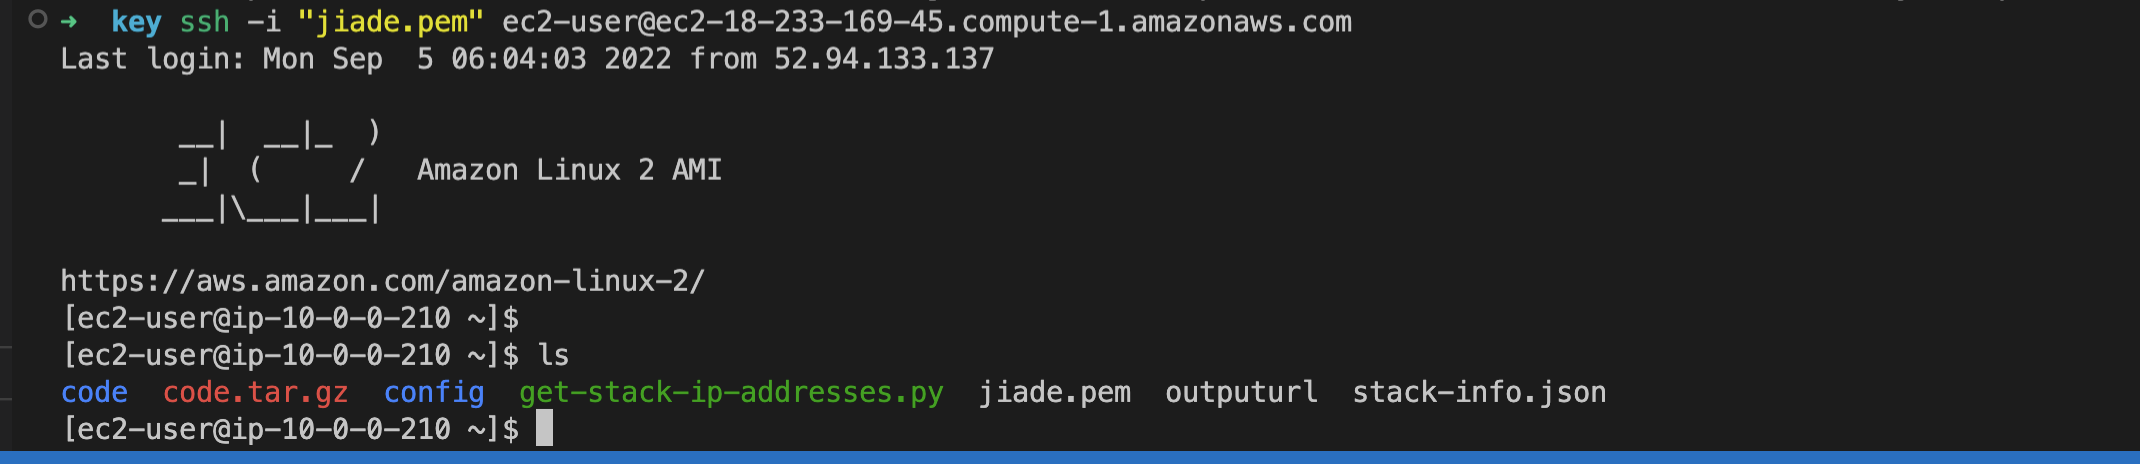 ➜  key ssh -i "jiade.pem" ec2-user@ec2-18-233-169-45.compute-1.amazonaws.com
Last login: Mon Sep  5 06:04:03 2022 from 52.94.133.137

       __|  __|_  )
       _|  (     /   Amazon Linux 2 AMI
      ___|\___|___|

https://aws.amazon.com/amazon-linux-2/
[ec2-user@ip-10-0-0-210 ~]$
[ec2-user@ip-10-0-0-210 ~]$ ls
code  code.tar.gz  config  get-stack-ip-addresses.py  jiade.pem  outputurl  stack-info.json
[ec2-user@ip-10-0-0-210 ~]$